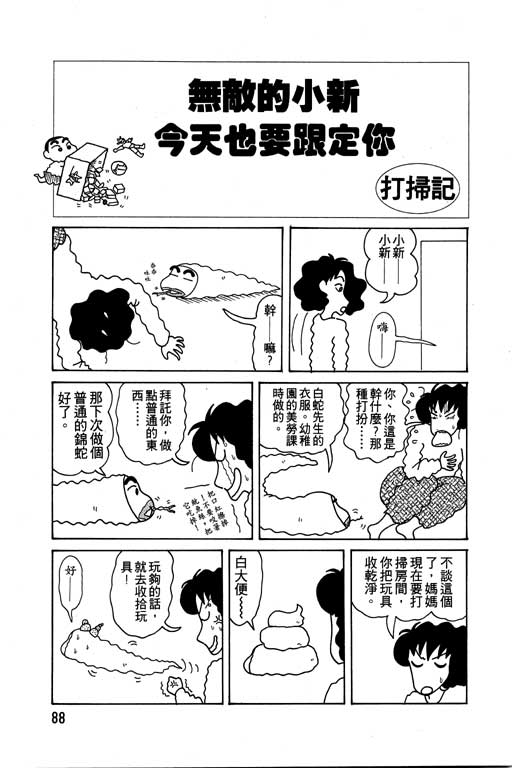 無敵的小新
今天也要跟定你
打掃記
小新——
小新——
嗨——
幹——嘛？
你、你這是
幹什麼？那
種打扮…
白蛇先生的
衣服。幼稚
園的美勞課
時做的。
拜託你，做
點普通的東
西……
那下次做個
普通的錦蛇
好了。
不談這個
了，媽媽
現在要打
掃房間，
你把玩具
收乾淨。
白大便～
玩夠的話，
就去收拾玩
具！
好——
88